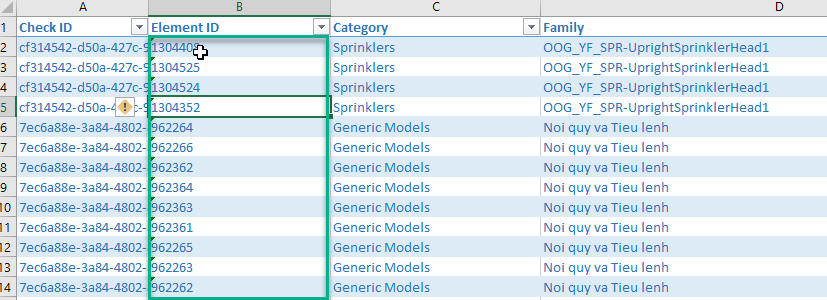 A B C D
1 Check ID Element ID Category Family
2 cf314542-d50a-427c-9 Sprinklers OOG_YF_SPR-UprightSprinklerHead1
3 cf314542-d50a-427c-9 1304525 Sprinklers OOG_YF_SPR-UprightSprinklerHead1
4 cf314542-d50a-427c-9 1304524 Sprinklers OOG_YF_SPR-UprightSprinklerHead1
5 1304352 Sprinklers OOG_YF_SPR-UprightSprinklerHead1
6 7ec6a88e-3a84-4802- 962264 Generic Models Noi quy va Tieu lenh
7 7ec6a88e-3a84-4802- 962266 Generic Models Noi quy va Tieu lenh
8 7ec6a88e-3a84-4802- 962362 Generic Models Noi quy va Tieu lenh
9 7ec6a88e-3a84-4802- 962364 Generic Models Noi quy va Tieu lenh
10 7ec6a88e-3a84-4802- 962363 Generic Models Noi quy va Tieu lenh
11 7ec6a88e-3a84-4802- 962361 Generic Models Noi quy va Tieu lenh
12 7ec6a88e-3a84-4802- 962265 Generic Models Noi quy va Tieu lenh
13 7ec6a88e-3a84-4802- 962263 Generic Models Noi quy va Tieu lenh
14 7ec6a88e-3a84-4802- 962262 Generic Models Noi quy va Tieu lenh